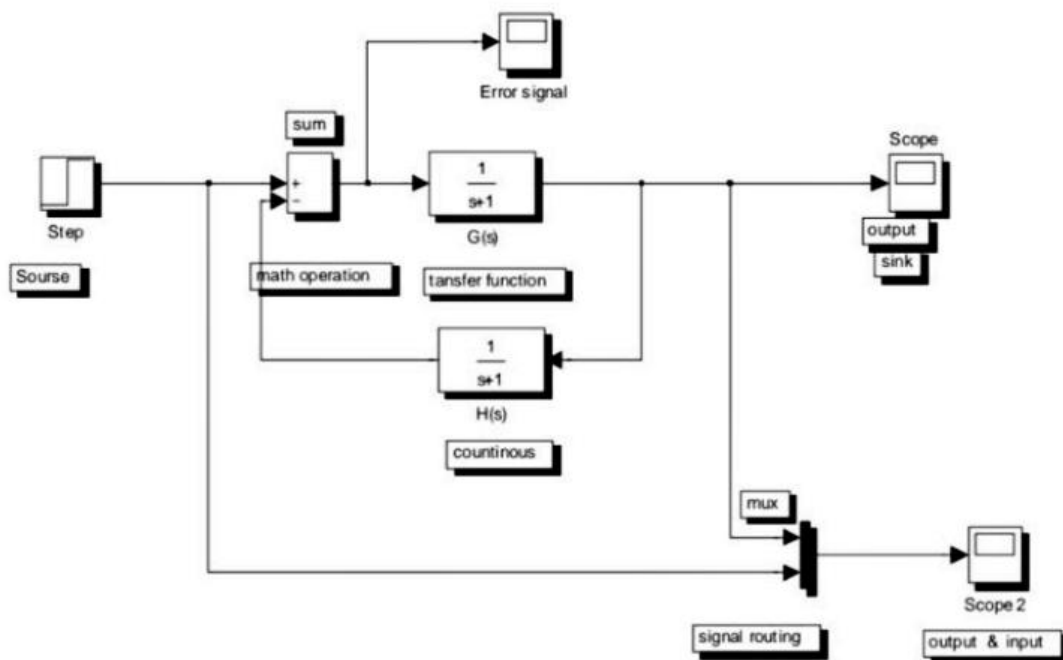 Error signal
sum
Scope
+
−
1
s+1
Step
G(s)
output
Sourse
math operation
tansfer function
sink
1
s+1
H(s)
countinous
mux
Scope 2
signal routing
output & input